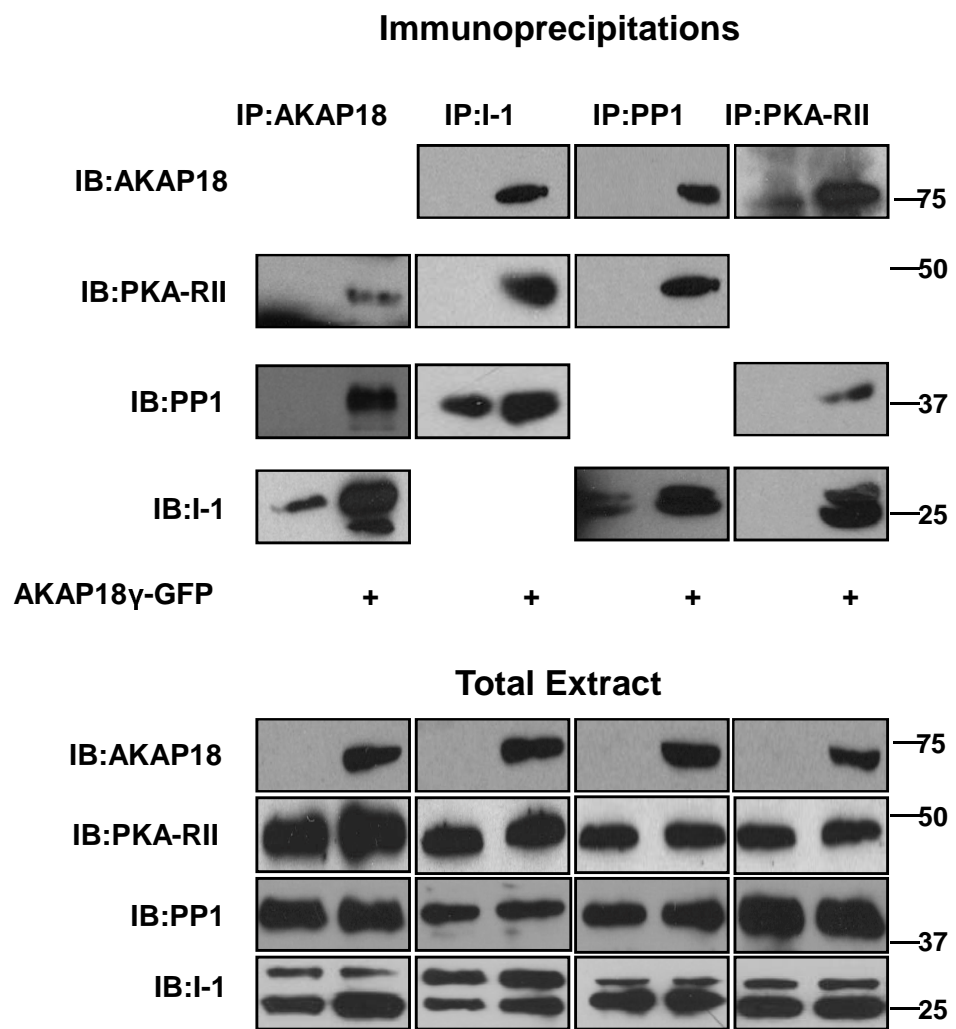 Immunoprecipitations
IP:AKAP18 IP:I-1 IP:PP1 IP:PKA-RII
IB:AKAP18 75
50
IB:PKA-RII
IB:PP1 37
IB:I-1 25
AKAP18γ-GFP + + + +
Total Extract
IB:AKAP18 75
IB:PKA-RII 50
IB:PP1 37
IB:I-1 25